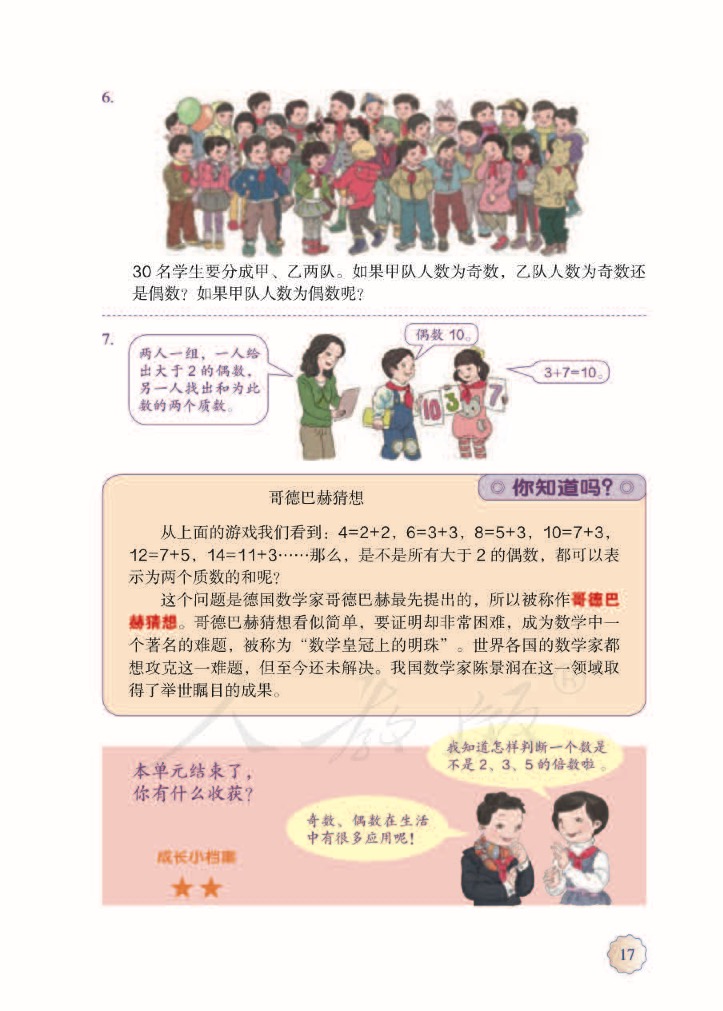 6.
30 名学生要分成甲、乙两队。如果甲队人数为奇数，乙队人数为奇数还
是偶数？如果甲队人数为偶数呢？
7.
两人一组，一人给
出大于 2 的偶数，
另一人找出和为此
数的两个质数。
偶数 10。
3+7=10。
10
3
7
你知道吗？
哥德巴赫猜想
从上面的游戏我们看到：4=2+2，6=3+3，8=5+3，10=7+3，
12=7+5，14=11+3……那么，是不是所有大于 2 的偶数，都可以表
示为两个质数的和呢？
这个问题是德国数学家哥德巴赫最先提出的，所以被称作哥德巴
赫猜想。哥德巴赫猜想看似简单，要证明却非常困难，成为数学中一
个著名的难题，被称为“数学皇冠上的明珠”。世界各国的数学家都
想攻克这一难题，但至今还未解决。我国数学家陈景润在这一领域取
得了举世瞩目的成果。
人教版®
本单元结束了，
你有什么收获？
成长小档案
我知道怎样判断一个数是
不是 2、3、5 的倍数啦。
奇数、偶数在生活
中有很多应用呢！
17